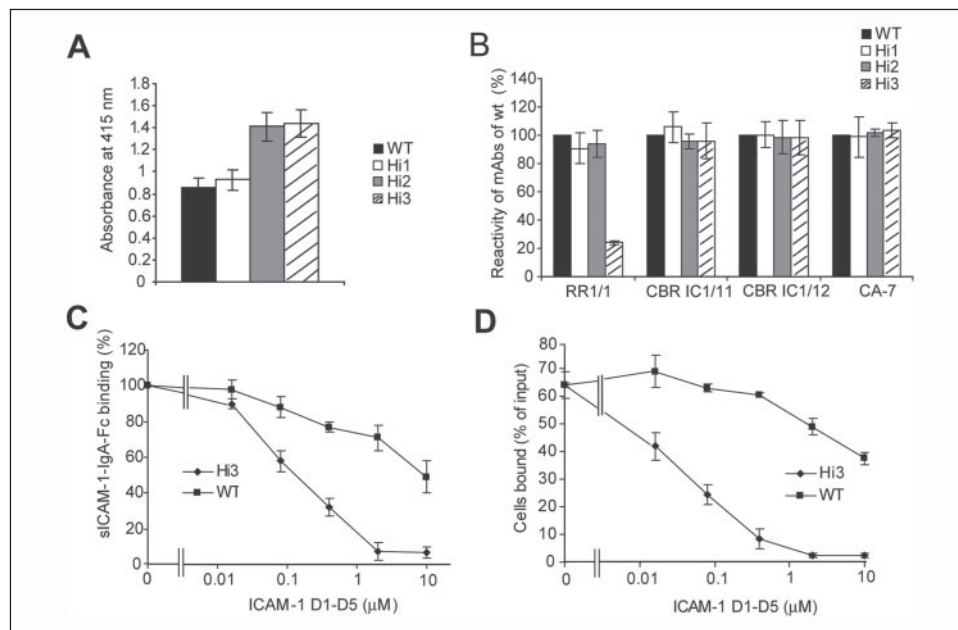 A
Absorbance at 415 nm
1.8
1.6
1.4
1.2
1
0.8
0.6
0.4
0.2
0
WT
Hi1
Hi2
Hi3
B
Reactivity of mAbs of wt (%)
140
120
100
80
60
40
20
0
WT
Hi1
Hi2
Hi3
RR1/1 CBR IC1/11 CBR IC1/12 CA-7
C
sICAM-1-IgA-Fc binding (%)
120
100
80
60
40
20
0
Hi3
WT
0 0.01 0.1 1 10
ICAM-1 D1-D5 (μM)
D
Cells bound (% of input)
80
70
60
50
40
30
20
10
0
Hi3
WT
0 0.01 0.1 1 10
ICAM-1 D1-D5 (μM)